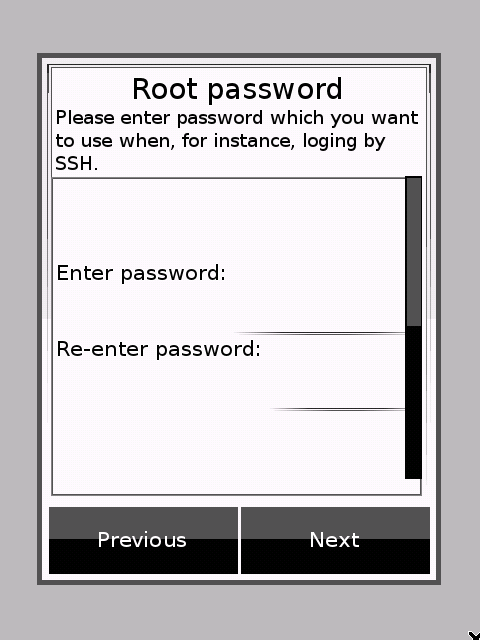 Root password
Please enter password which you want
to use when, for instance, loging by
SSH.
Enter password:
Re-enter password:
Previous
Next